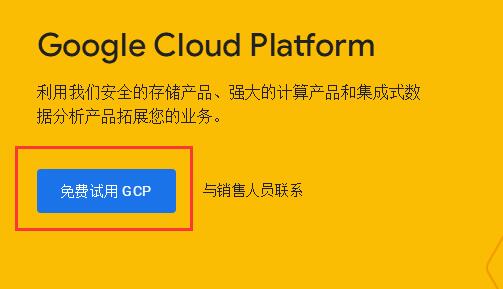 Google Cloud Platform
利用我们安全的存储产品、强大的计算产品和集成式数
据分析产品拓展您的业务。
免费试用 GCP
与销售人员联系